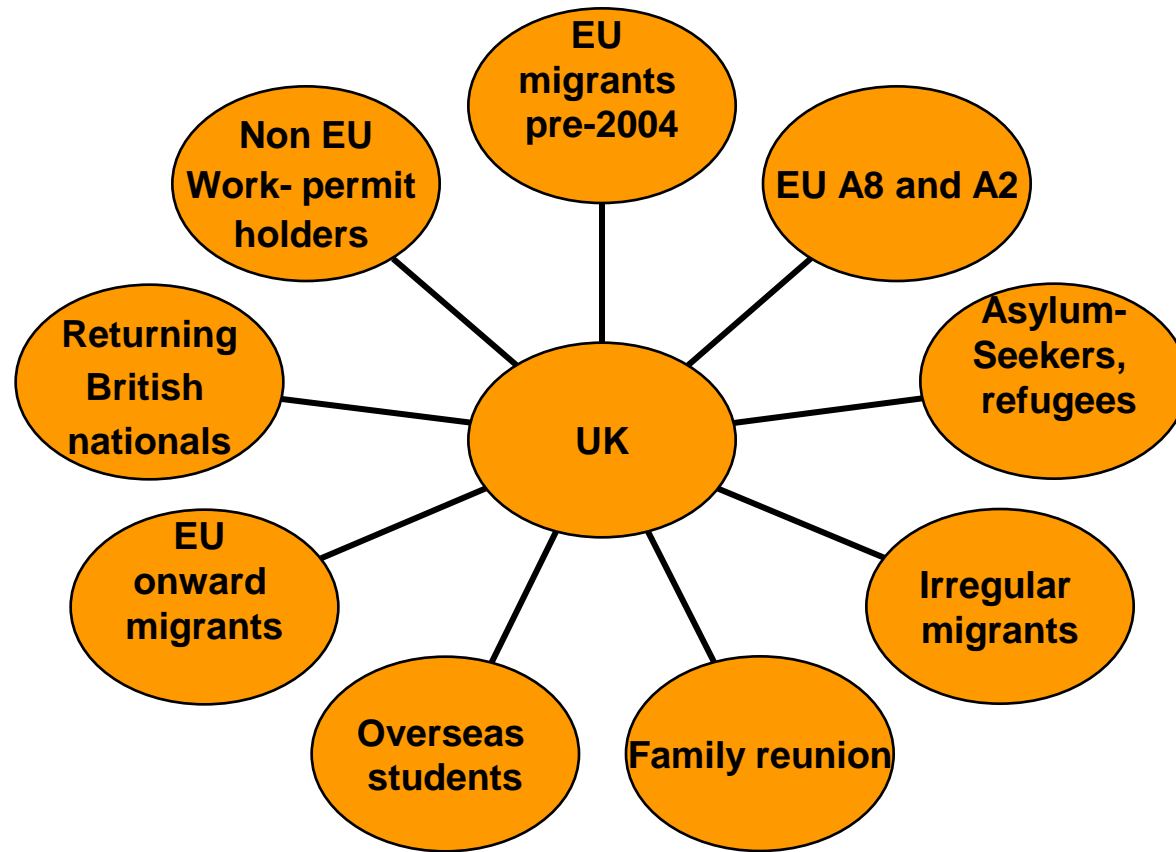 EU
migrants
pre-2004
Non EU
Work- permit
holders
EU A8 and A2
Returning
British
nationals
Asylum-
Seekers,
refugees
UK
EU
onward
migrants
Irregular
migrants
Overseas
students
Family reunion